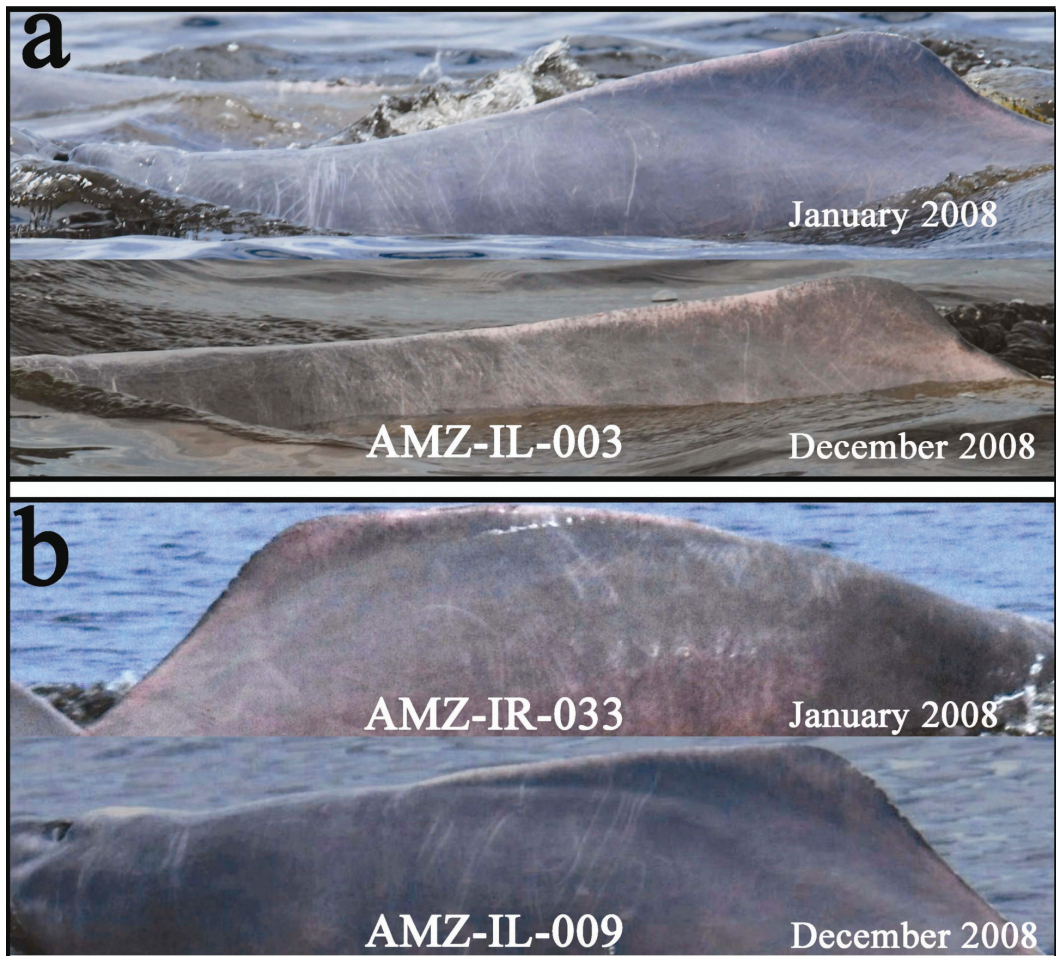 a
January 2008
AMZ-IL-003
December 2008
b
AMZ-IR-033
January 2008
AMZ-IL-009
December 2008